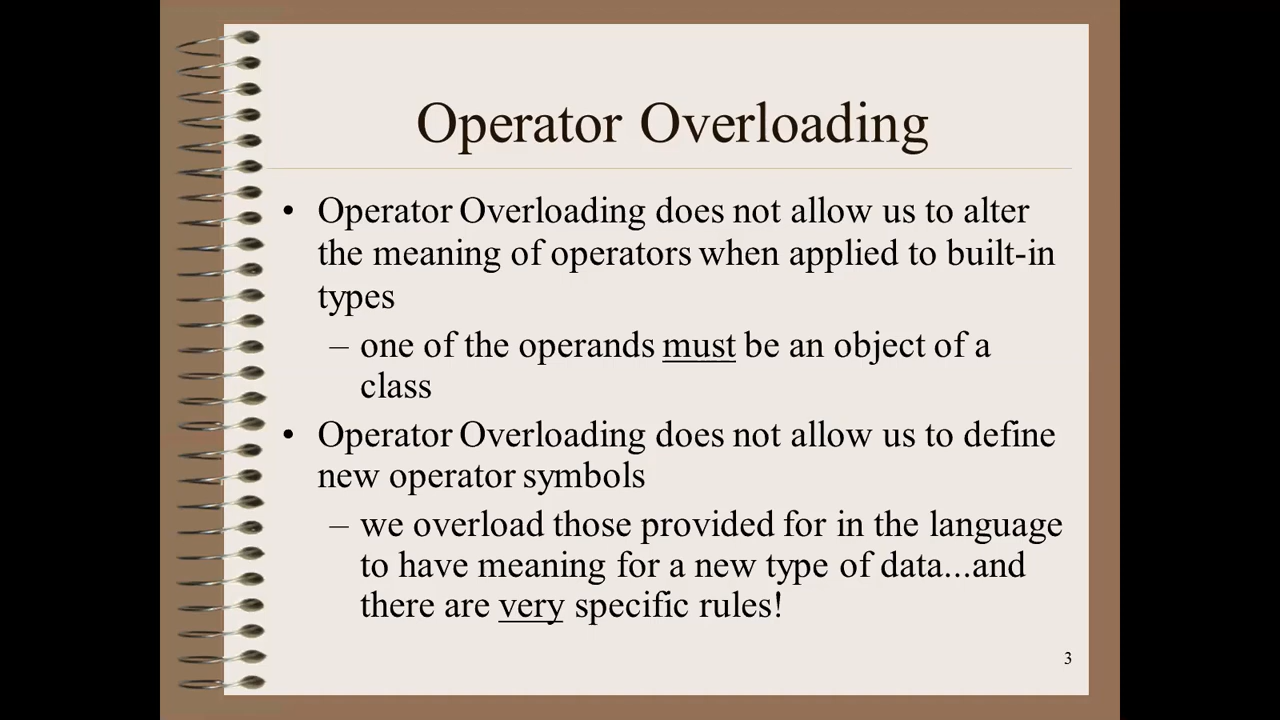 Operator Overloading
• Operator Overloading does not allow us to alter
the meaning of operators when applied to built-in
types
– one of the operands must be an object of a
class
• Operator Overloading does not allow us to define
new operator symbols
– we overload those provided for in the language
to have meaning for a new type of data...and
there are very specific rules!
3